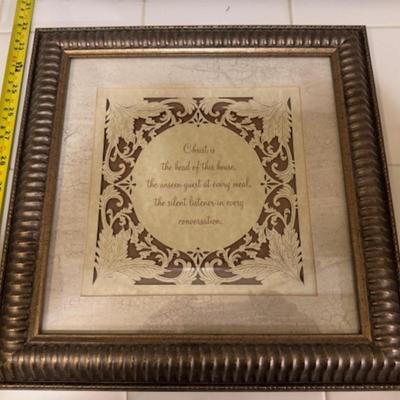 Christ is
the head of this house,
the unseen guest at every meal,
the silent listener in every
conversation.